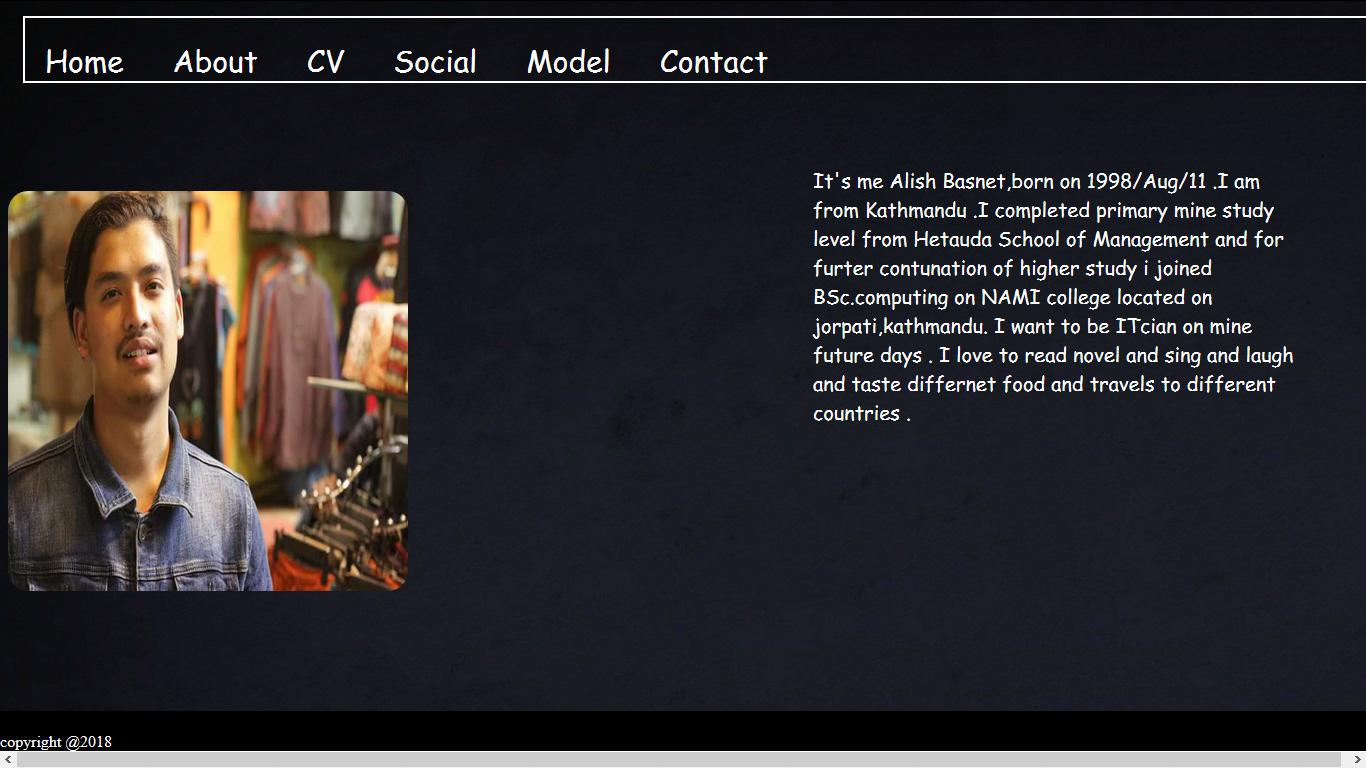 Home About CV Social Model Contact
It's me Alish Basnet,born on 1998/Aug/11 .I am
from Kathmandu .I completed primary mine study
level from Hetauda School of Management and for
furter contunation of higher study i joined
BSc.computing on NAMI college located on
jorpati,kathmandu. I want to be ITcian on mine
future days . I love to read novel and sing and laugh
and taste differnet food and travels to different
countries .
copyright @2018